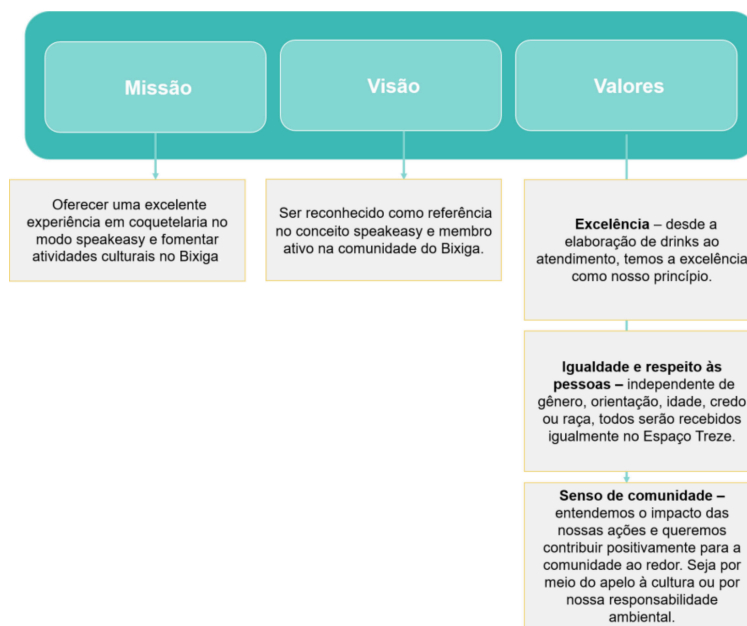 Missão
Visão
Valores
Oferecer uma excelente
experiência em coquetelaria no
modo speakeasy e fomentar
atividades culturais no Bixiga
Ser reconhecido como referência
no conceito speakeasy e membro
ativo na comunidade do Bixiga.
Excelência – desde a
elaboração de drinks ao
atendimento, temos a excelência
como nosso princípio.
Igualdade e respeito às
pessoas – independente de
gênero, orientação, idade, credo
ou raça, todos serão recebidos
igualmente no Espaço Treze.
Senso de comunidade –
entendemos o impacto das
nossas ações e queremos
contribuir positivamente para a
comunidade ao redor. Seja por
meio do apelo à cultura ou por
nossa responsabilidade
ambiental.